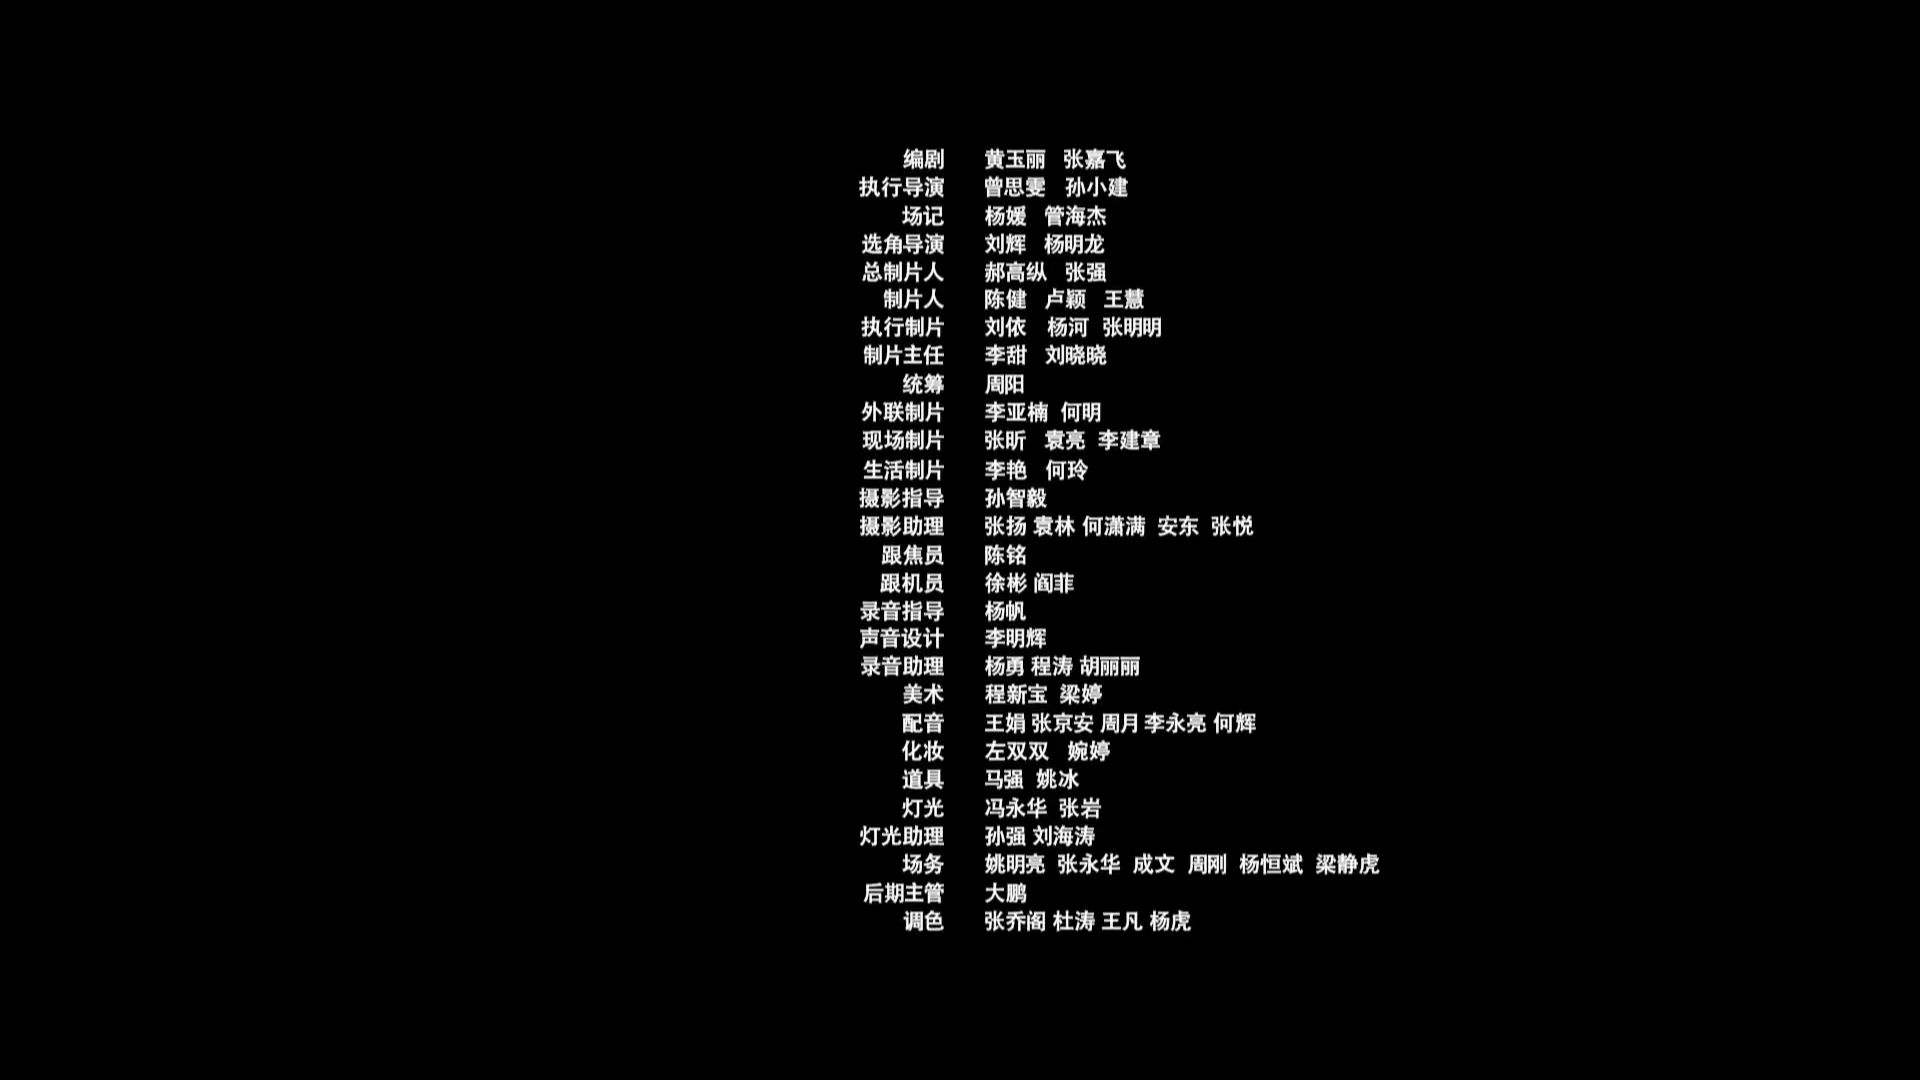 编剧 黄玉丽 张嘉飞
执行导演 曾思雯 孙小建
场记 杨媛 管海杰
选角导演 刘辉 杨明龙
总制片人 郝高纵 张强
制片人 陈健 卢颖 王慧
执行制片 刘依 杨河 张明明
制片主任 李甜 刘晓晓
统筹 周阳
外联制片 李亚楠 何明
现场制片 张昕 袁亮 李建章
生活制片 李艳 何玲
摄影指导 孙智毅
摄影助理 张扬 袁林 何潇满 安东 张悦
跟焦员 陈铭
跟机员 徐彬 阎菲
录音指导 杨帆
声音设计 李明辉
录音助理 杨勇 程涛 胡丽丽
美术 程新宝 梁婷
配音 王娟 张京安 周月 李永亮 何辉
化妆 左双双 婉婷
道具 马强 姚冰
灯光 冯永华 张岩
灯光助理 孙强 刘海涛
场务 姚明亮 张永华 成文 周刚 杨恒斌 梁静虎
后期主管 大鹏
调色 张乔阁 杜涛 王凡 杨虎